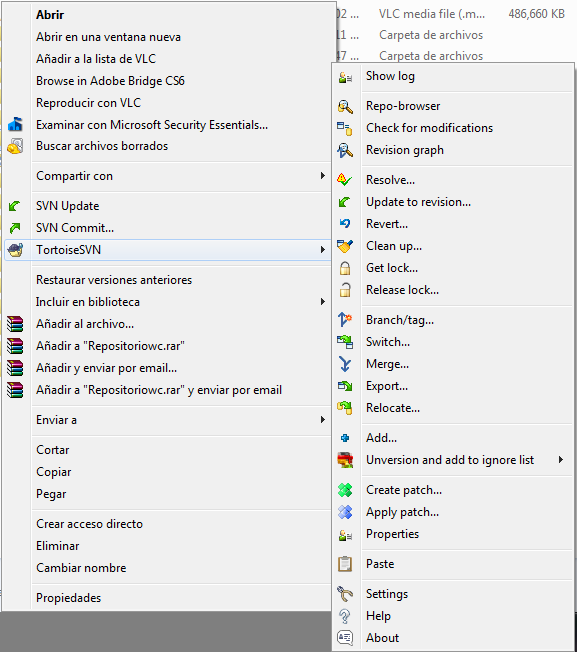 Abrir
Abrir en una ventana nueva
Añadir a la lista de VLC
Browse in Adobe Bridge CS6
Reproducir con VLC
Examinar con Microsoft Security Essentials...
Buscar archivos borrados
Compartir con
SVN Update
SVN Commit...
TortoiseSVN
Restaurar versiones anteriores
Incluir en biblioteca
Añadir al archivo...
Añadir a "Repositoriowc.rar"
Añadir y enviar por email...
Añadir a "Repositoriowc.rar" y enviar por email
Enviar a
Cortar
Copiar
Pegar
Crear acceso directo
Eliminar
Cambiar nombre
Propiedades
02 ... VLC media file (.m... 486,660 KB
11 ... Carpeta de archivos
47 ... Carpeta de archivos
Show log
Repo-browser
Check for modifications
Revision graph
Resolve...
Update to revision...
Revert...
Clean up...
Get lock...
Release lock...
Branch/tag...
Switch...
Merge...
Export...
Relocate...
Add...
Unversion and add to ignore list
Create patch...
Apply patch...
Properties
Paste
Settings
Help
About